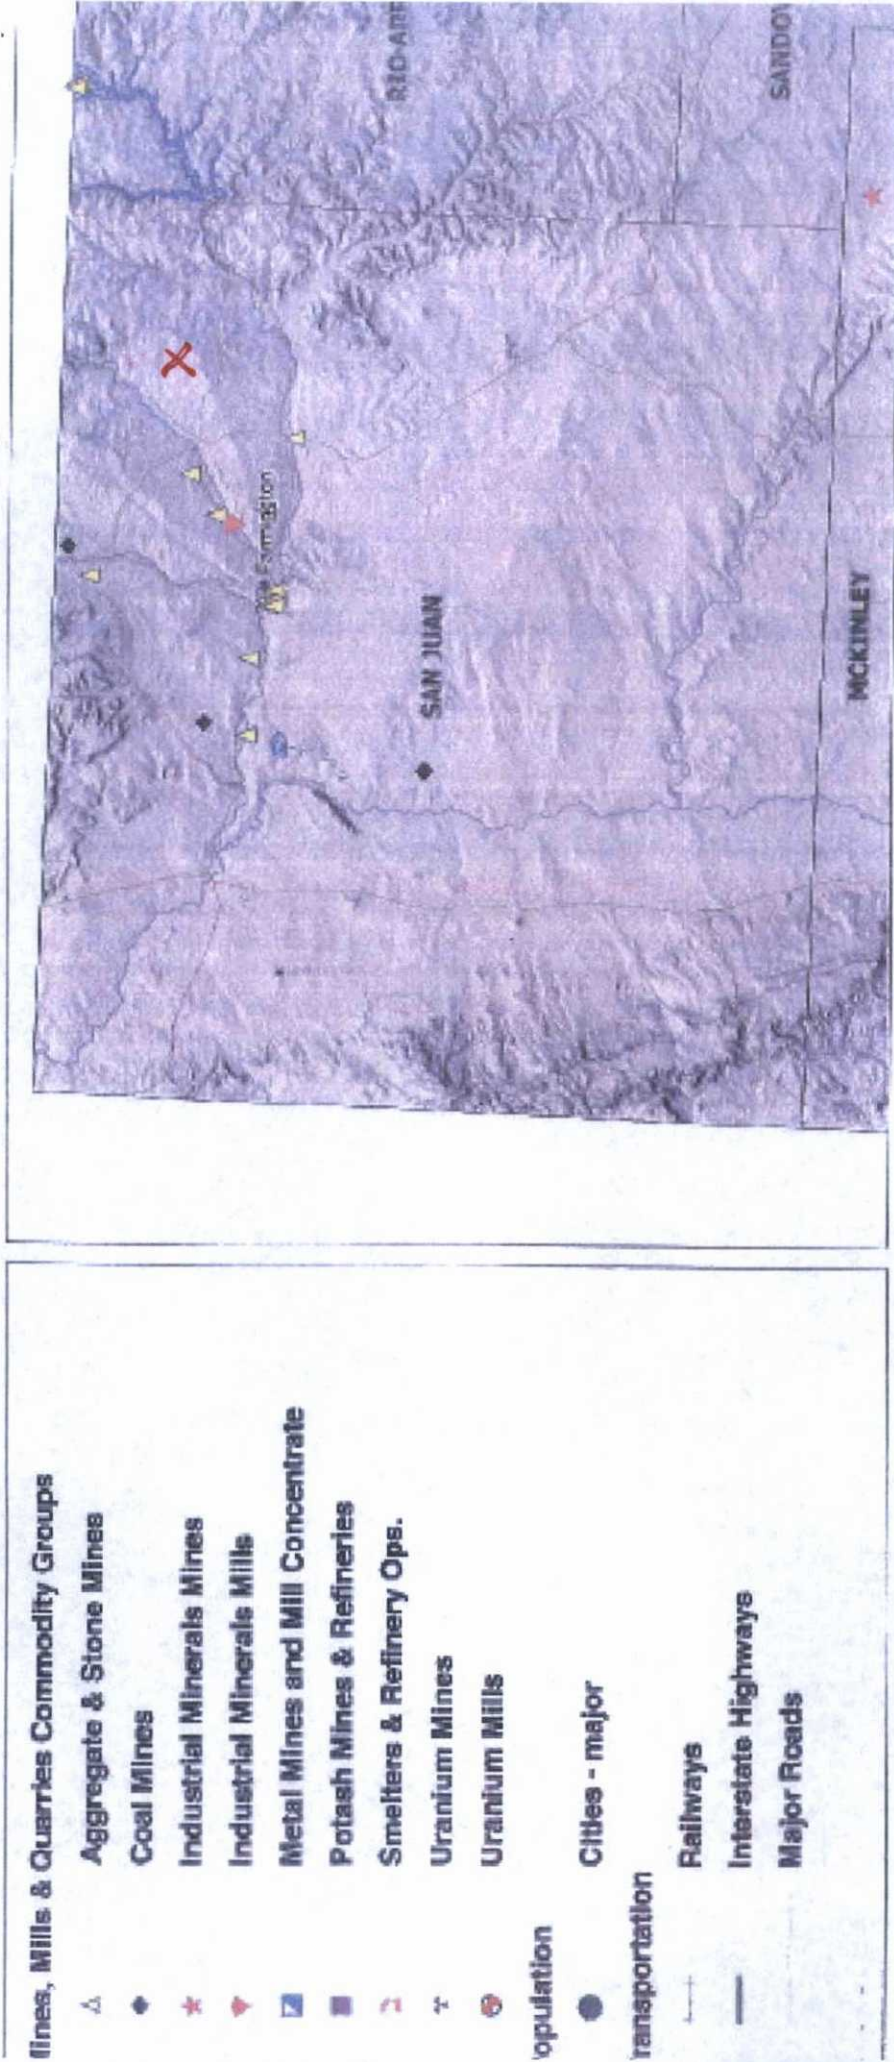 lines, Mills & Quarries Commodity Groups
Aggregate & Stone Mines
Coal Mines
Industrial Minerals Mines
Industrial Minerals Mills
Metal Mines and Mill Concentrate
Potash Mines & Refineries
Smelters & Refinery Ops.
Uranium Mines
Uranium Mills
opulation
Cities - major
ransportation
Railways
Interstate Highways
Major Roads
Farmington
SAN JUAN
MCKINLEY
RIO ARR
SANDOV